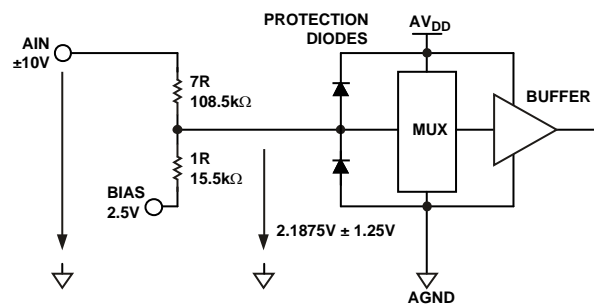 PROTECTION
DIODES
AVDD
AIN
±10V
7R
108.5kΩ
BUFFER
MUX
1R
15.5kΩ
BIAS
2.5V
2.1875V ± 1.25V
AGND